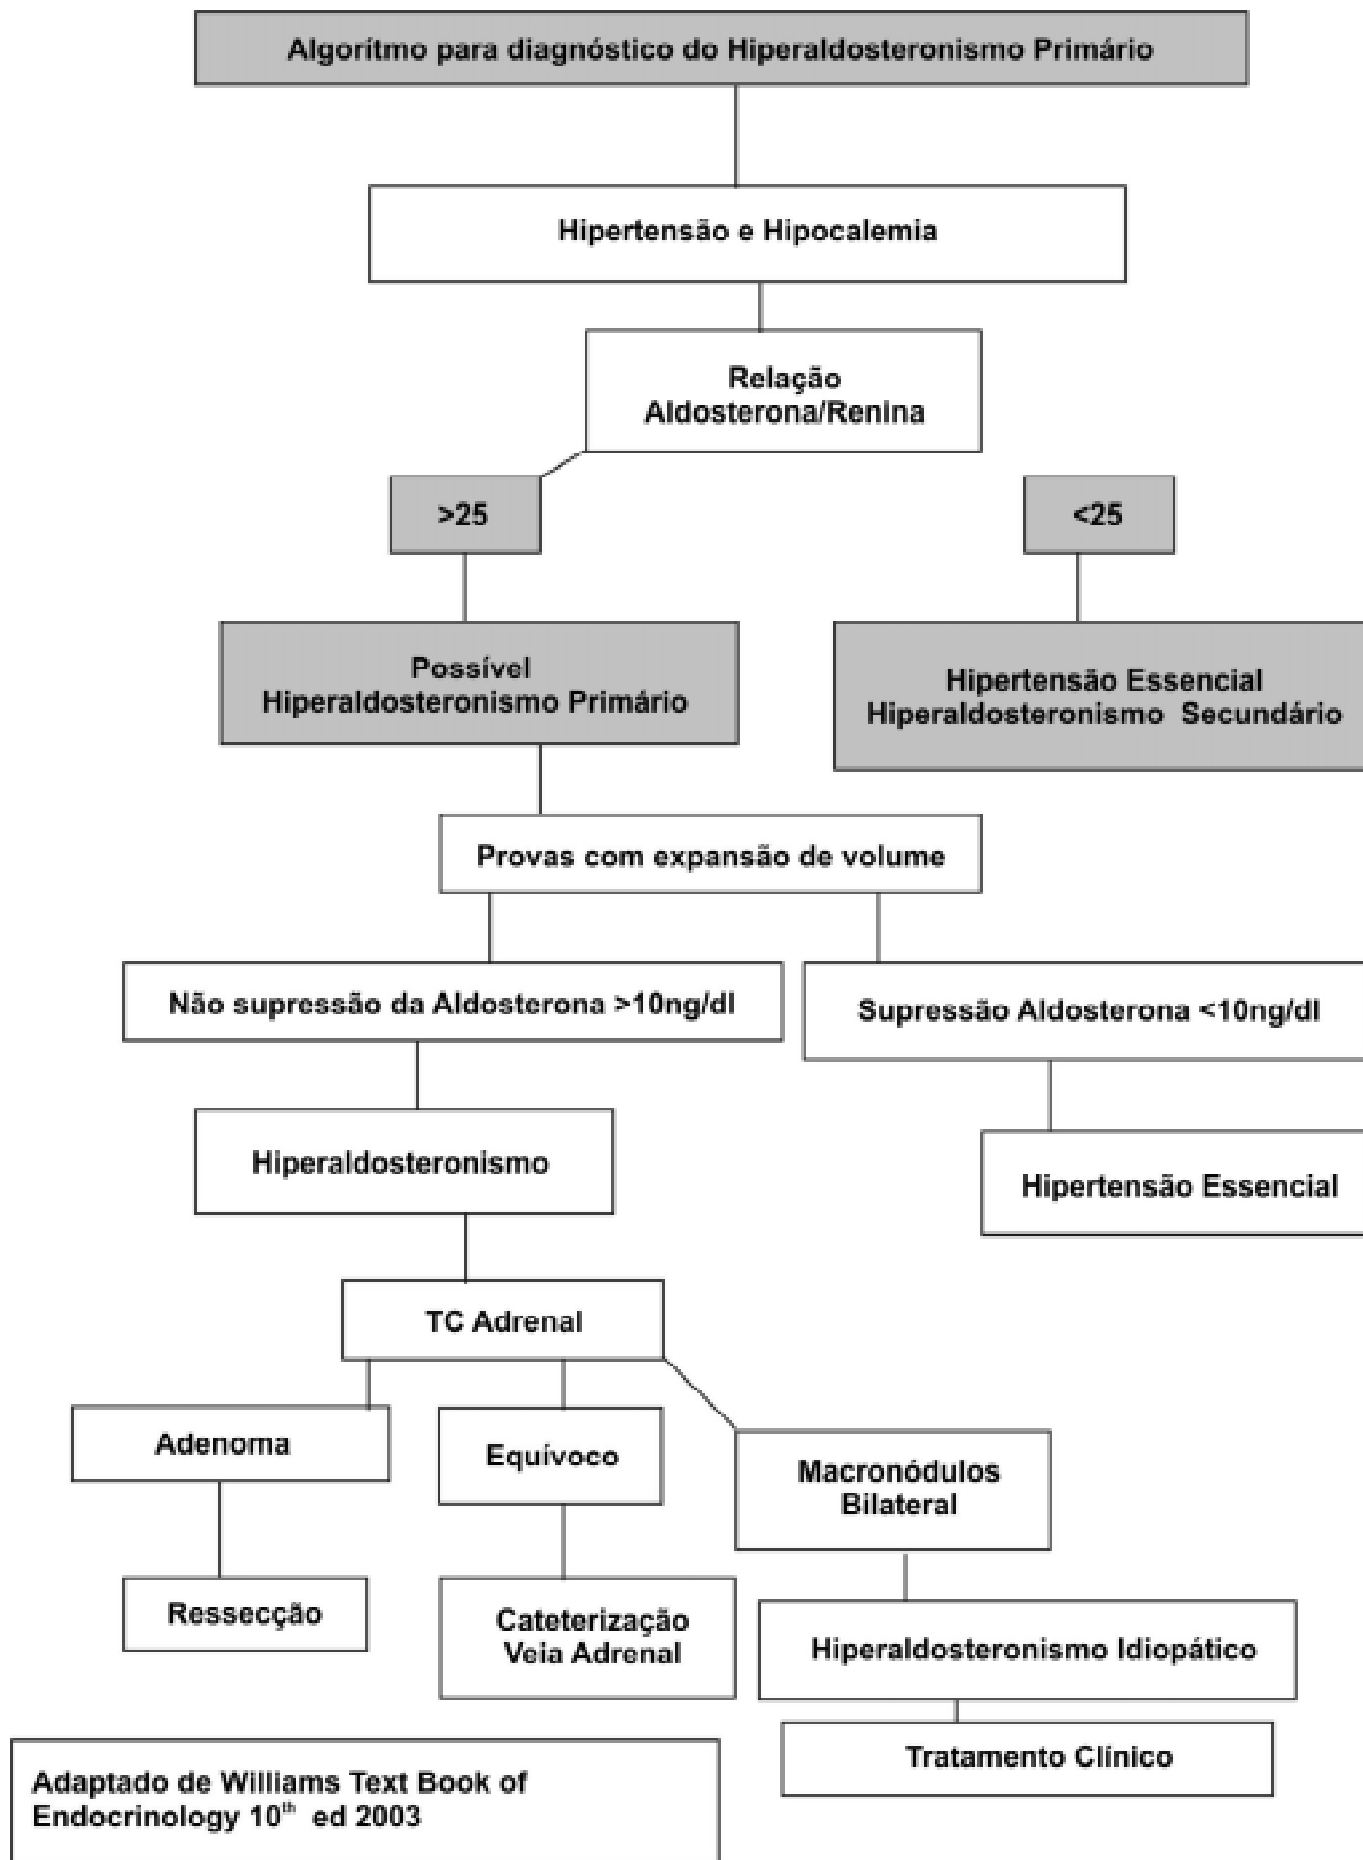 Algorítmo para diagnóstico do Hiperaldosteronismo Primário
Hipertensão e Hipocalemia
Relação
Aldosterona/Renina
>25
<25
Possível
Hiperaldosteronismo Primário
Hipertensão Essencial
Hiperaldosteronismo Secundário
Provas com expansão de volume
Não supressão da Aldosterona >10ng/dl
Supressão Aldosterona <10ng/dl
Hiperaldosteronismo
Hipertensão Essencial
TC Adrenal
Adenoma
Equívoco
Macronódulos
Bilateral
Ressecção
Cateterização
Veia Adrenal
Hiperaldosteronismo Idiopático
Tratamento Clínico
Adaptado de Williams Text Book of
Endocrinology 10th ed 2003